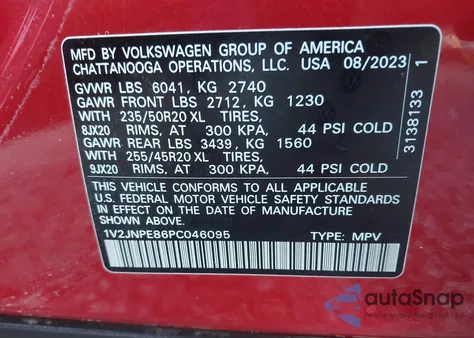 MFD BY VOLKSWAGEN GROUP OF AMERICA
CHATTANOOGA OPERATIONS, LLC. USA 08/2023
GVWR LBS 6041, KG 2740
GAWR FRONT LBS 2712, KG 1230
WITH 235/50R20 XL TIRES,
8JX20 RIMS, AT 300 KPA, 44 PSI COLD
GAWR REAR LBS 3439, KG 1560
WITH 255/45R20 XL TIRES,
9JX20 RIMS, AT 300 KPA, 44 PSI COLD
THIS VEHICLE CONFORMS TO ALL APPLICABLE
U.S. FEDERAL MOTOR VEHICLE SAFETY STANDARDS
IN EFFECT ON THE DATE OF MANUFACTURE
SHOWN ABOVE.
1V2JNPE86PC046095 TYPE: MPV
3138133 1
autoSnap